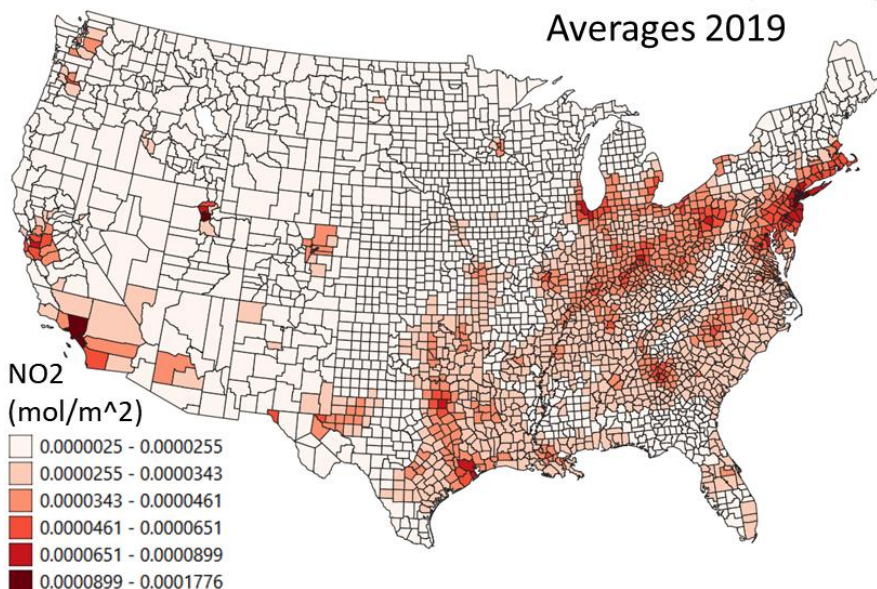 Averages 2019
NO2
(mol/m^2)
0.0000025 - 0.0000255
0.0000255 - 0.0000343
0.0000343 - 0.0000461
0.0000461 - 0.0000651
0.0000651 - 0.0000899
0.0000899 - 0.0001776